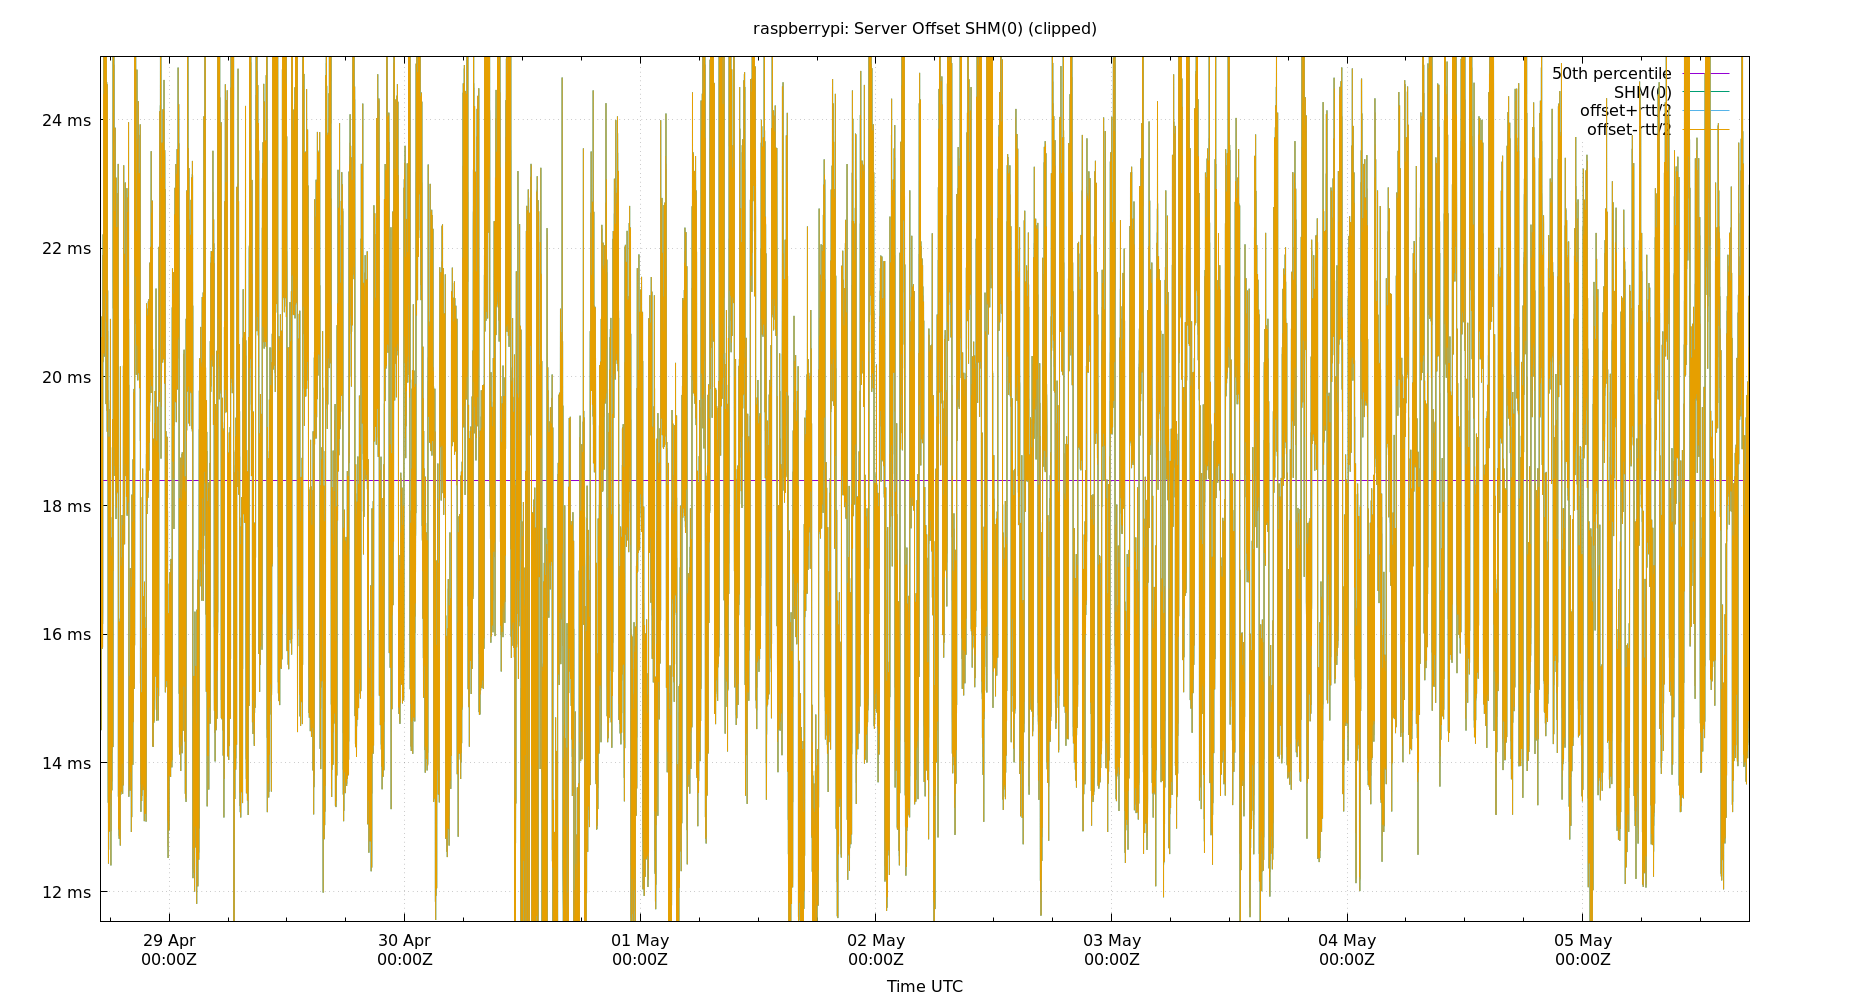 raspberrypi: Server Offset SHM(0) (clipped)
50th percentile
SHM(0)
offset+rtt/2
offset-rtt/2
24 ms
22 ms
20 ms
18 ms
16 ms
14 ms
12 ms
29 Apr 30 Apr 01 May 02 May 03 May 04 May 05 May
00:00Z 00:00Z 00:00Z 00:00Z 00:00Z 00:00Z 00:00Z
Time UTC